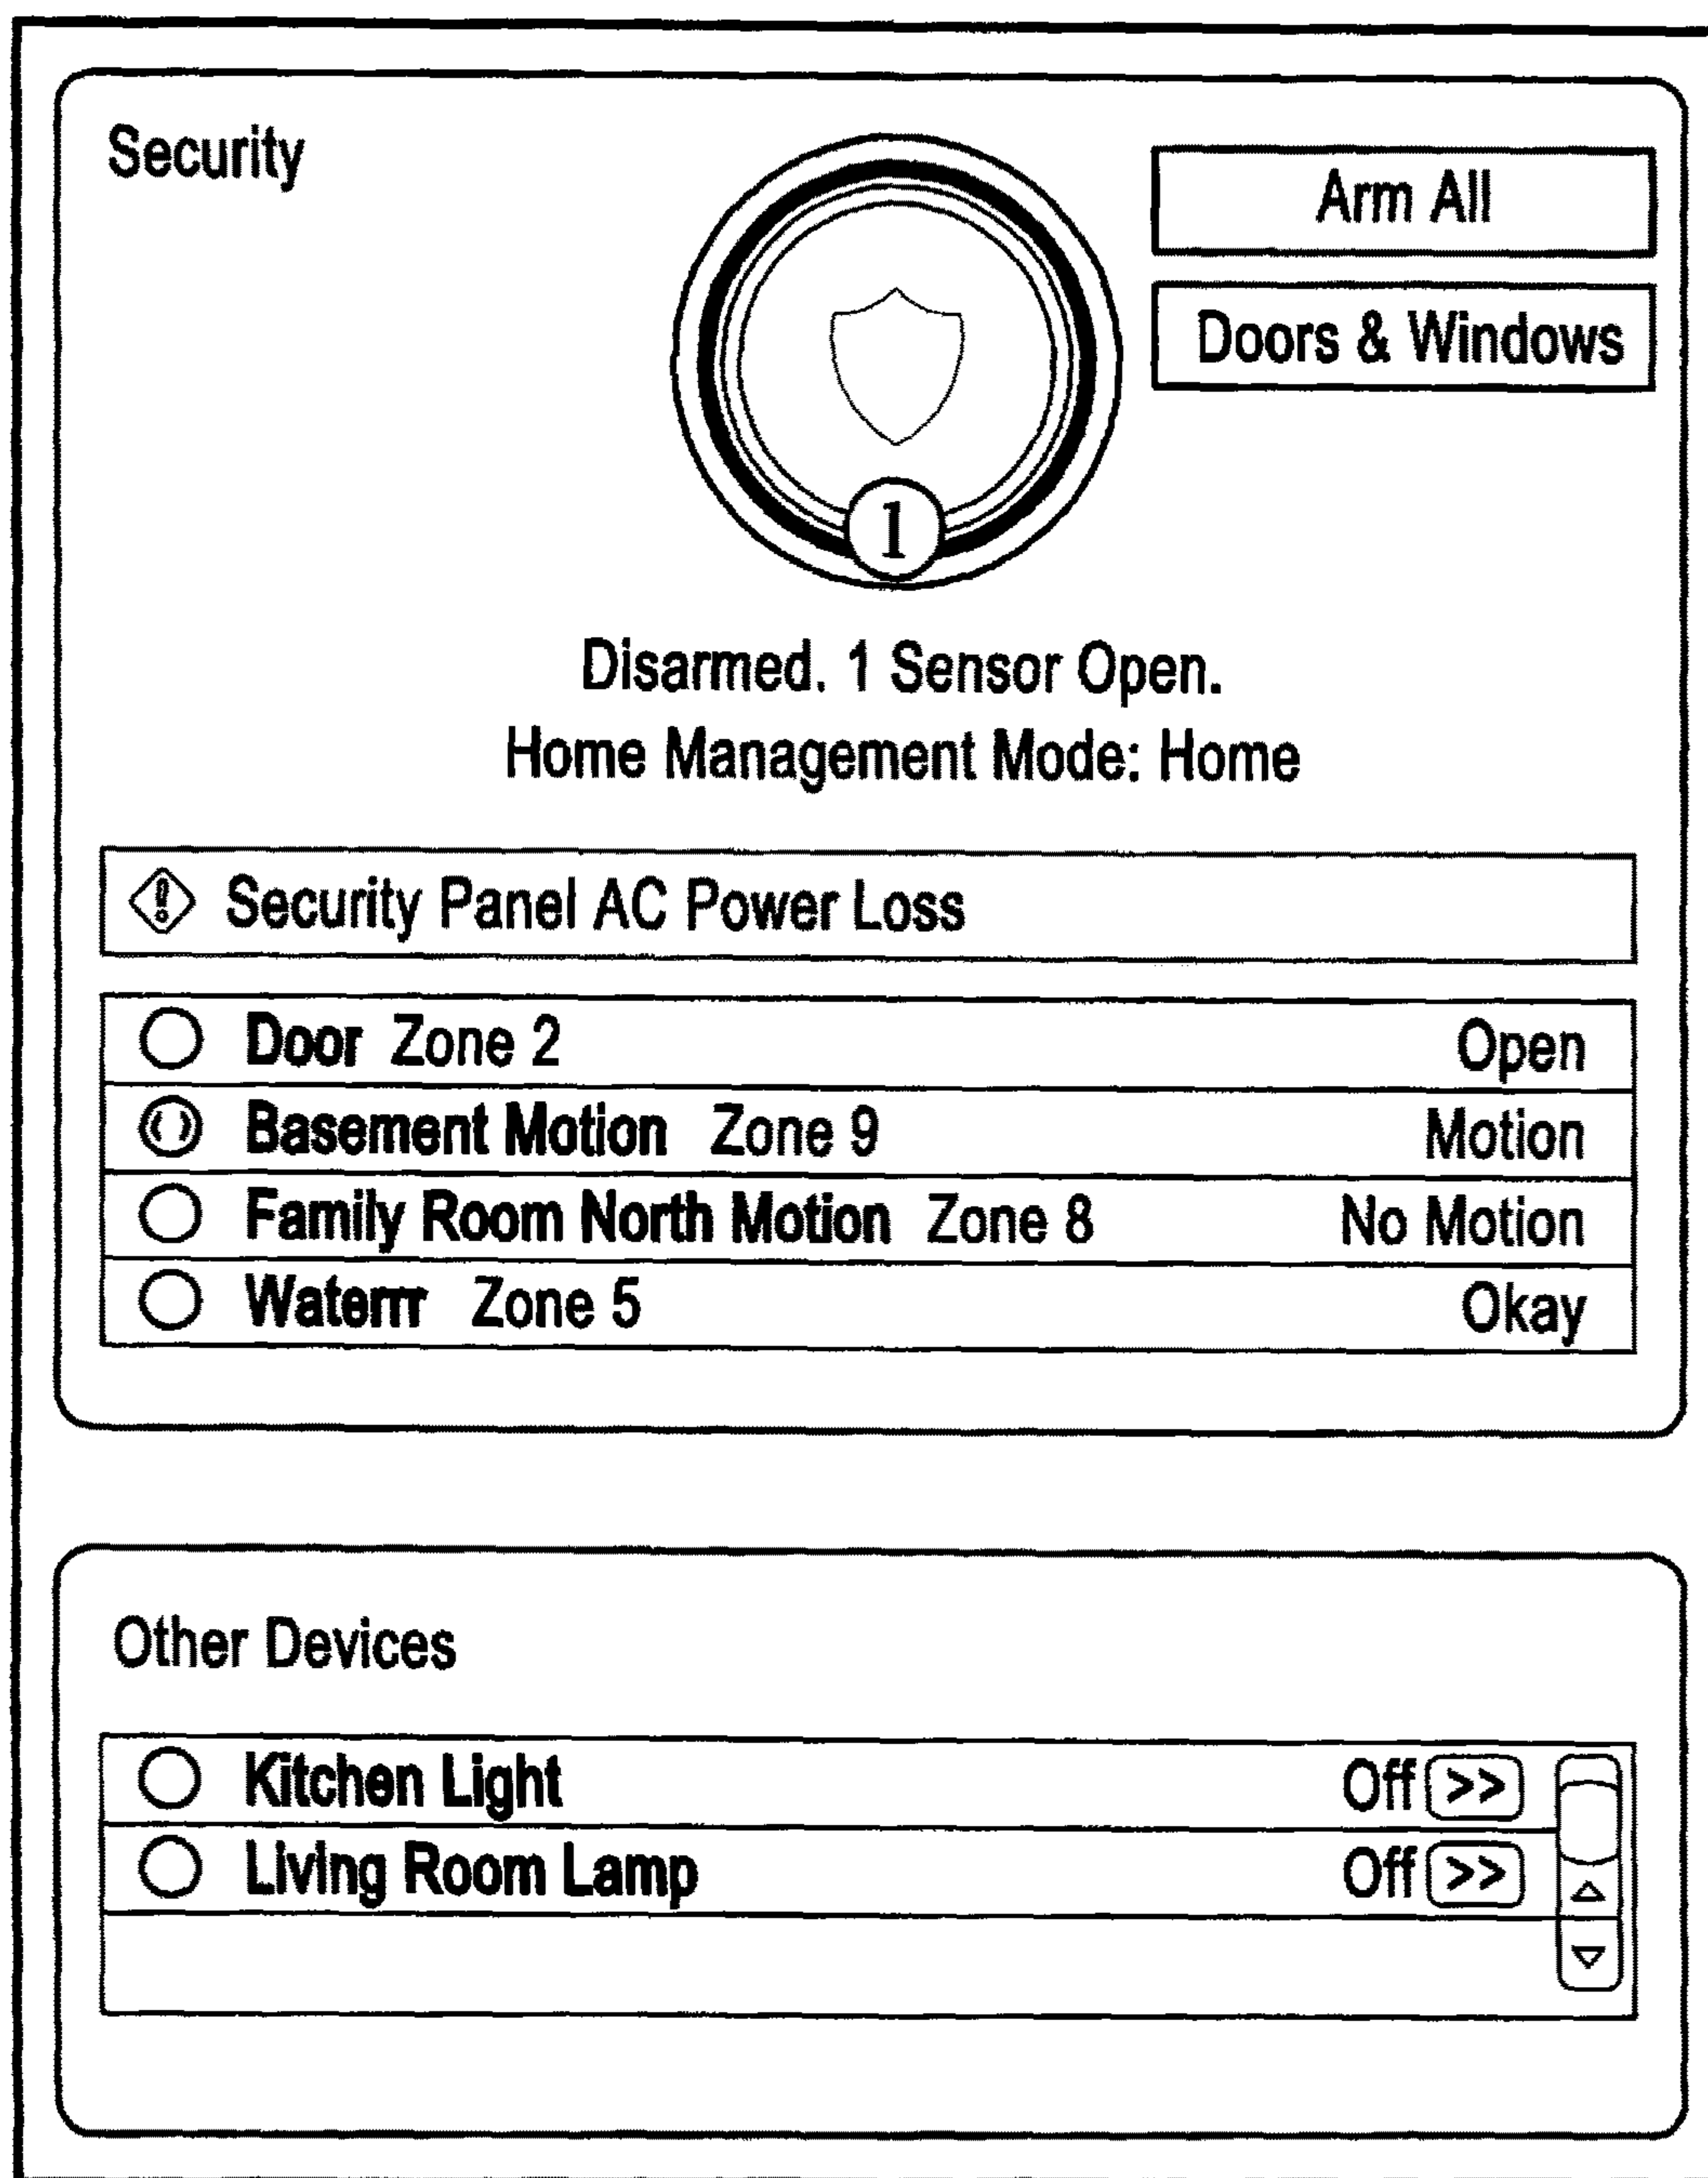 Security
Arm All
Doors & Windows
1
Disarmed. 1 Sensor Open.
Home Management Mode: Home
Security Panel AC Power Loss
Door Zone 2 Open
Basement Motion Zone 9 Motion
Family Room North Motion Zone 8 No Motion
Waterrr Zone 5 Okay
Other Devices
Kitchen Light Off >>
Living Room Lamp Off >>